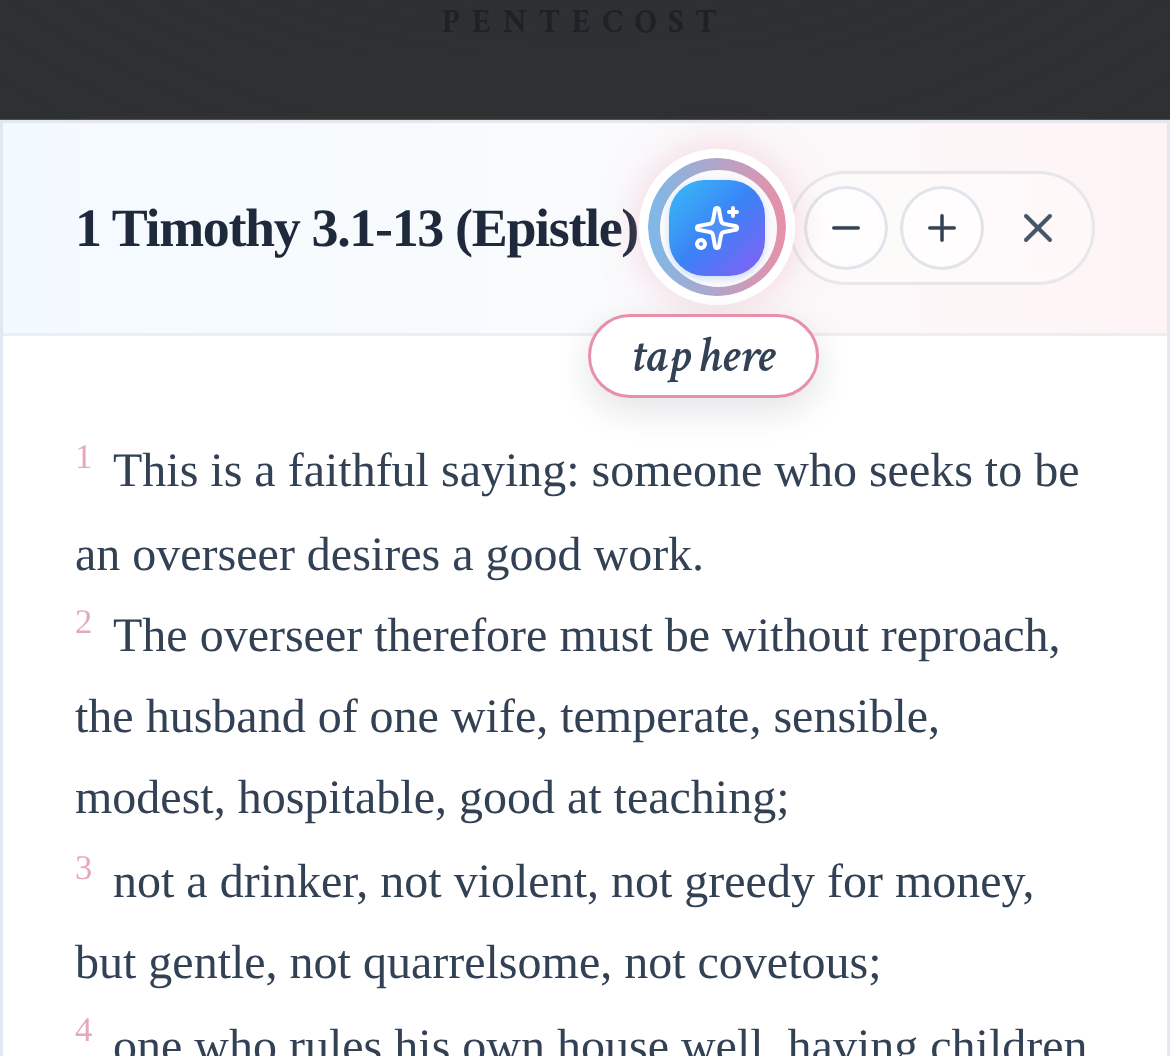 PENTECOST
1 Timothy 3.1-13 (Epistle)
tap here
1 This is a faithful saying: someone who seeks to be
an overseer desires a good work.
2 The overseer therefore must be without reproach,
the husband of one wife, temperate, sensible,
modest, hospitable, good at teaching;
3 not a drinker, not violent, not greedy for money,
but gentle, not quarrelsome, not covetous;
4 one who rules his own house well, having children